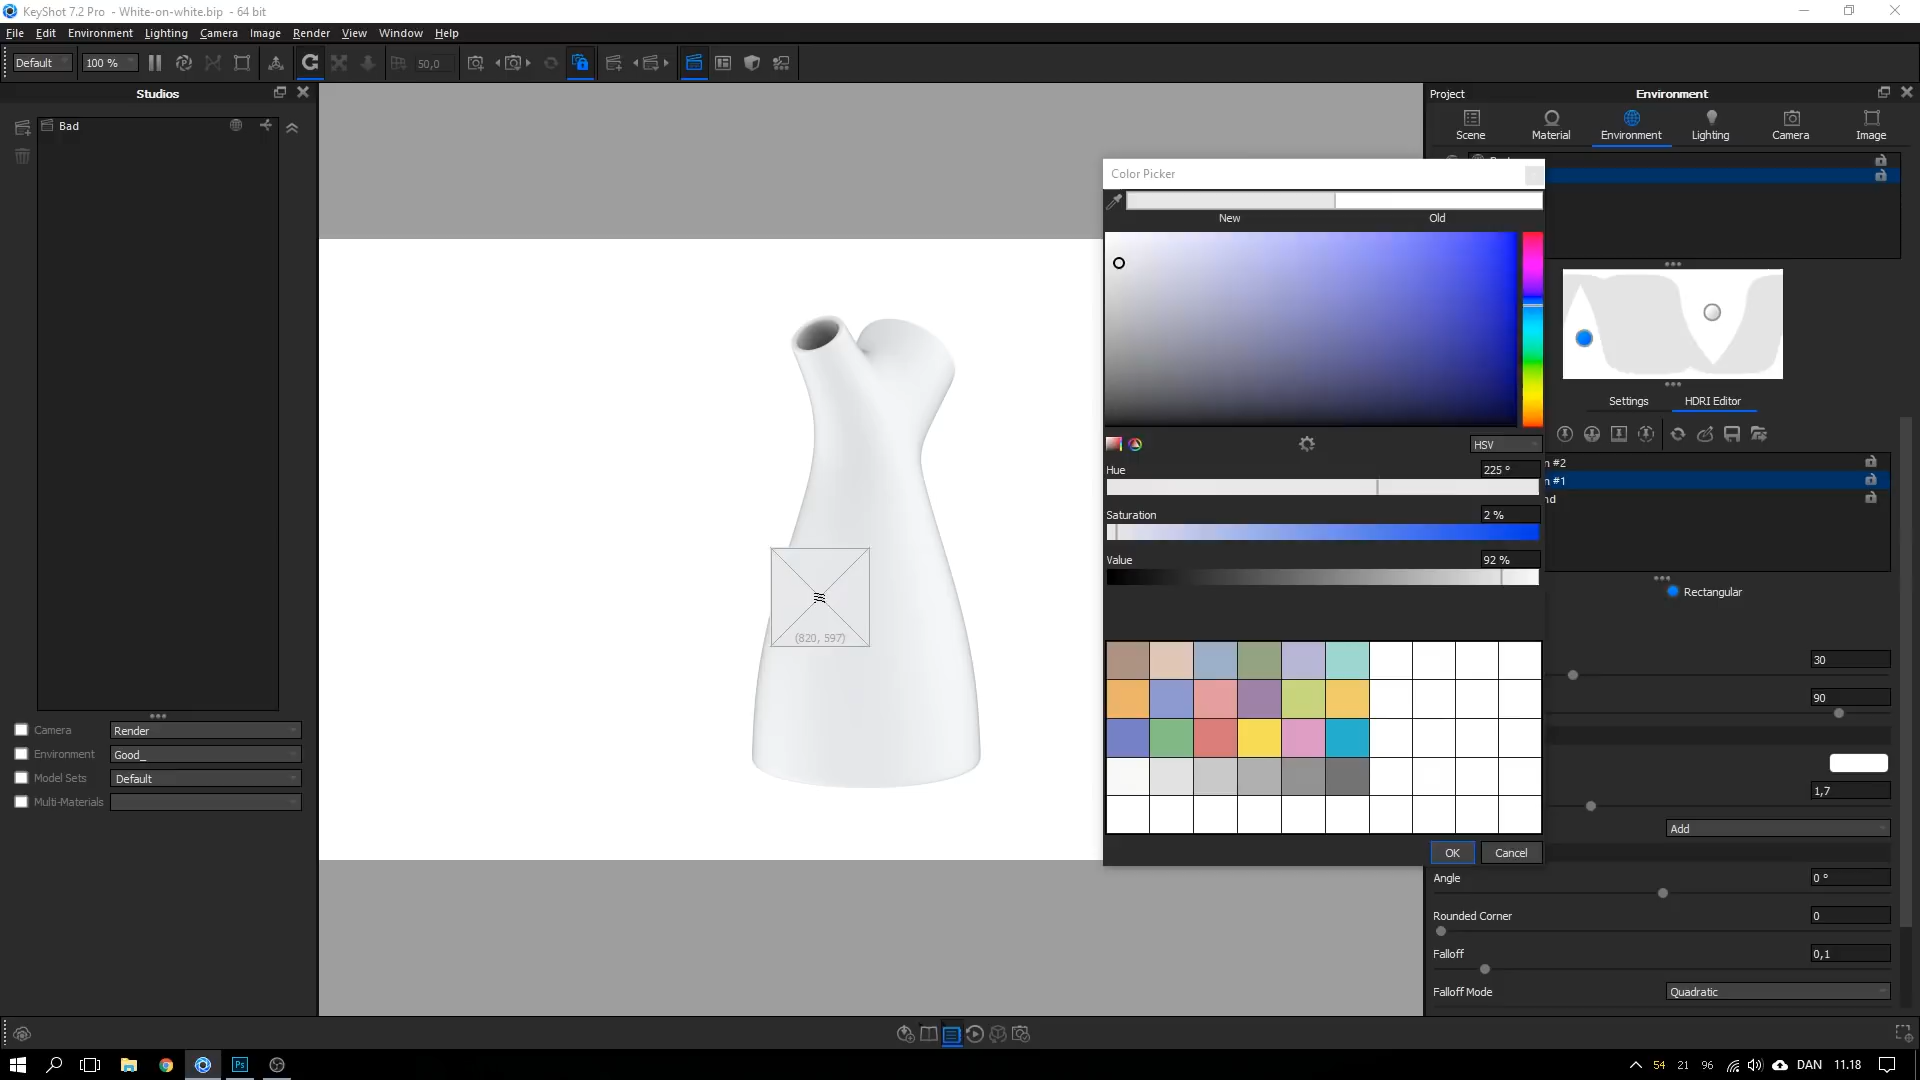 KeyShot 7.2 Pro - White-on-white.bip - 64 bit
File Edit Environment Lighting Camera Image Render View Window Help
Default 100 % 50,0
Studios
Bad
Camera Render
Environment Good_
Model Sets Default
Multi-Materials
(820, 597)
Color Picker
New Old
HSV
Hue 225 °
Saturation 2 %
Value 92 %
OK Cancel
Project Environment
Scene Material Environment Lighting Camera Image
Settings HDRI Editor
n #2
n #1
nd
Rectangular
30
90
1,7
Add
Angle 0 °
Rounded Corner 0
Falloff 0,1
Falloff Mode Quadratic
Ps
54 21 96 DAN 11.18